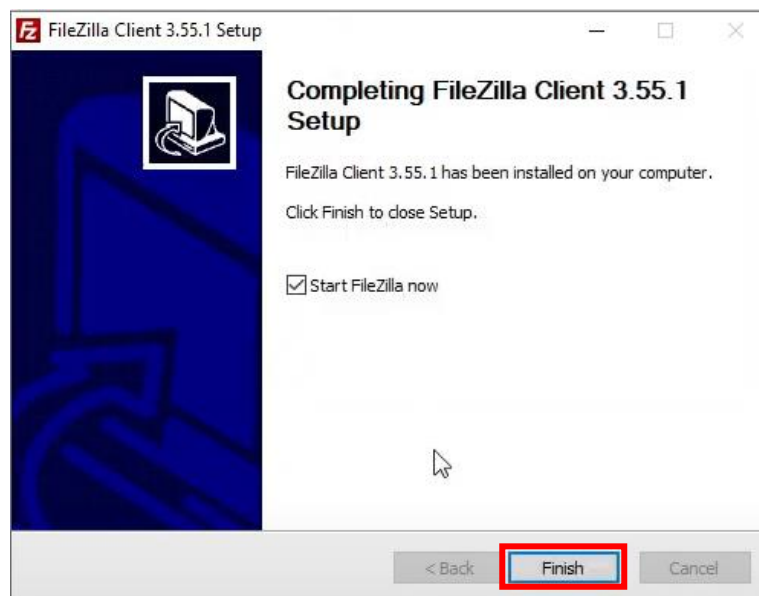 FileZilla Client 3.55.1 Setup
Completing FileZilla Client 3.55.1
Setup
FileZilla Client 3.55.1 has been installed on your computer.
Click Finish to close Setup.
Start FileZilla now
< Back Finish Cancel